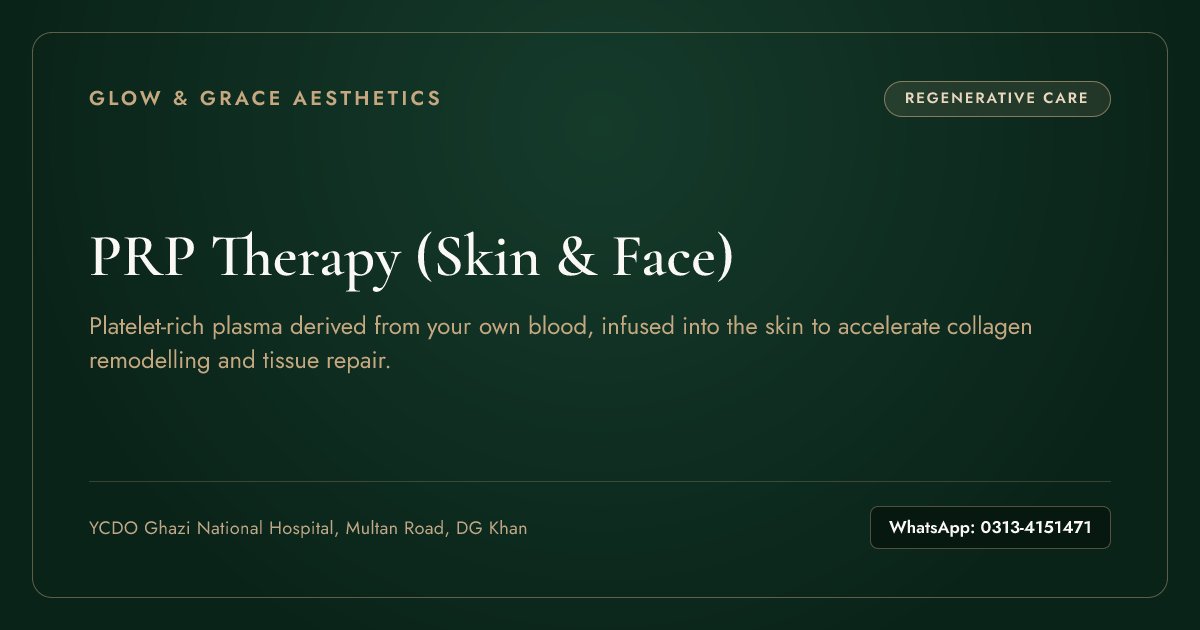 GLOW & GRACE AESTHETICS
REGENERATIVE CARE
PRP Therapy (Skin & Face)
Platelet-rich plasma derived from your own blood, infused into the skin to accelerate collagen
remodelling and tissue repair.
YCDO Ghazi National Hospital, Multan Road, DG Khan
WhatsApp: 0313-4151471